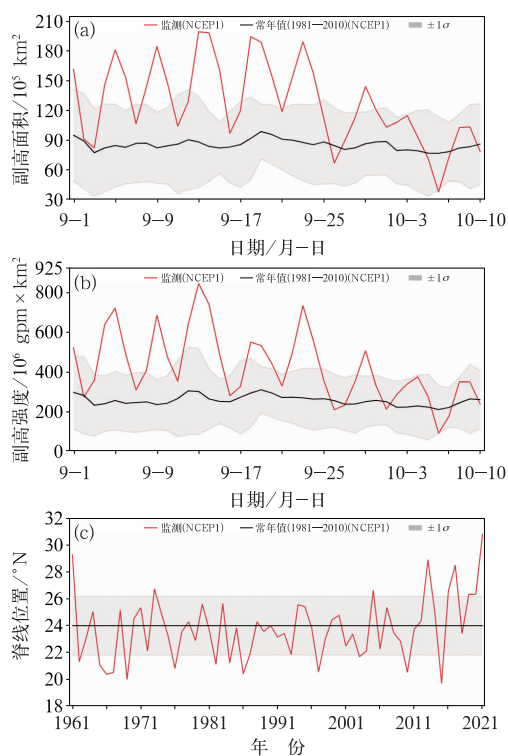 (a)
监测(NCEP1) 常年值(1981—2010)(NCEP1) ±1σ
副高面积/10⁵ km²
210
180
150
120
90
60
30
9-1 9-9 9-17 9-25 10-3 10-10
日期/月-日
(b)
监测(NCEP1) 常年值(1981—2010)(NCEP1) ±1σ
副高强度/10⁶ gpm×km²
925
800
600
400
200
0
9-1 9-9 9-17 9-25 10-3 10-10
日期/月-日
(c)
监测(NCEP1) 常年值(1981—2010)(NCEP1) ±1σ
脊线位置/°N
32
30
28
26
24
22
20
18
1961 1971 1981 1991 2001 2011 2021
年 份